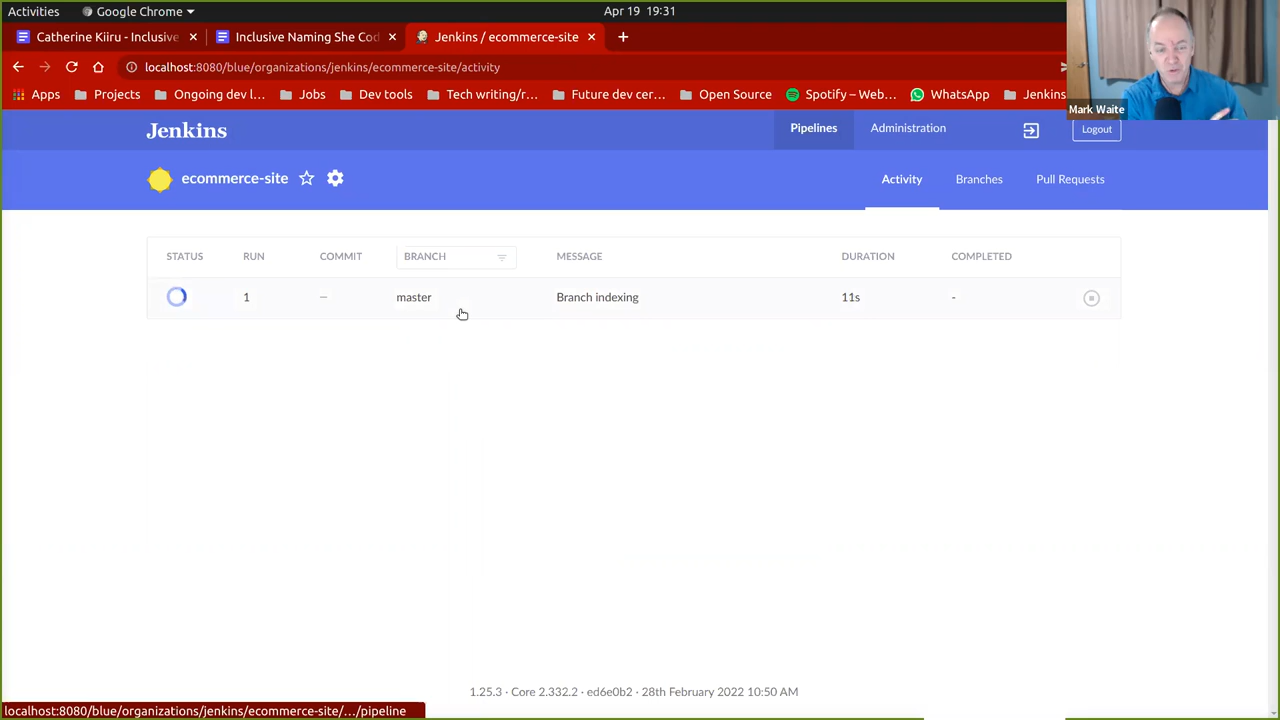 Activities Google Chrome Apr 19 19:31
Catherine Kiiru - Inclusive Inclusive Naming She Cod Jenkins / ecommerce-site
localhost:8080/blue/organizations/jenkins/ecommerce-site/activity
Apps Projects Ongoing dev l... Jobs Dev tools Tech writing/r... Future dev cer... Open Source Spotify – Web... WhatsApp Jenkins
Mark Waite
Jenkins Pipelines Administration Logout
ecommerce-site Activity Branches Pull Requests
STATUS RUN COMMIT BRANCH MESSAGE DURATION COMPLETED
1 – master Branch indexing 11s -
1.25.3 · Core 2.332.2 · ed6e0b2 · 28th February 2022 10:50 AM
localhost:8080/blue/organizations/jenkins/ecommerce-site/.../pipeline